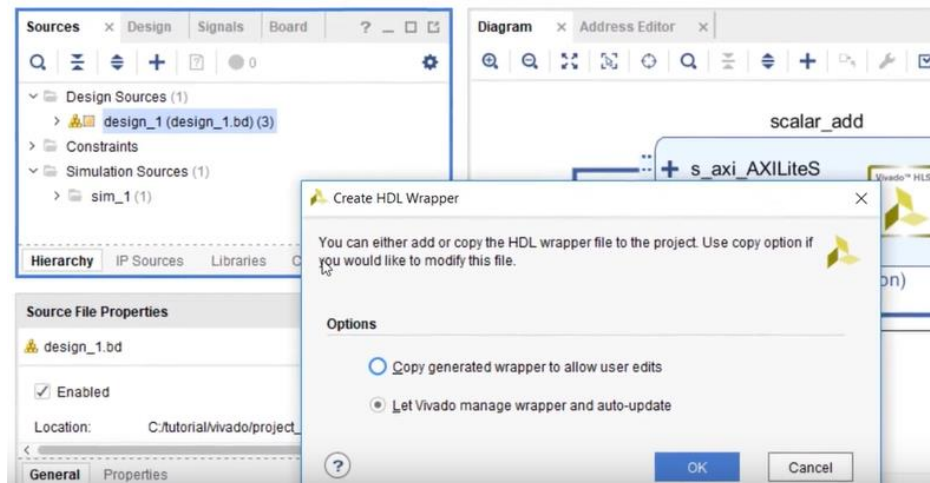 Sources × Design Signals Board ? _
0
Design Sources (1)
design_1 (design_1.bd) (3)
Constraints
Simulation Sources (1)
sim_1 (1)
Hierarchy IP Sources Libraries C
Source File Properties
design_1.bd
Enabled
Location: C:/tutorial/vivado/project_
General Properties
Diagram × Address Editor ×
scalar_add
s_axi_AXILiteS
Vivado™ HLS
on)
Create HDL Wrapper
You can either add or copy the HDL wrapper file to the project. Use copy option if
you would like to modify this file.
Options
Copy generated wrapper to allow user edits
Let Vivado manage wrapper and auto-update
? OK Cancel